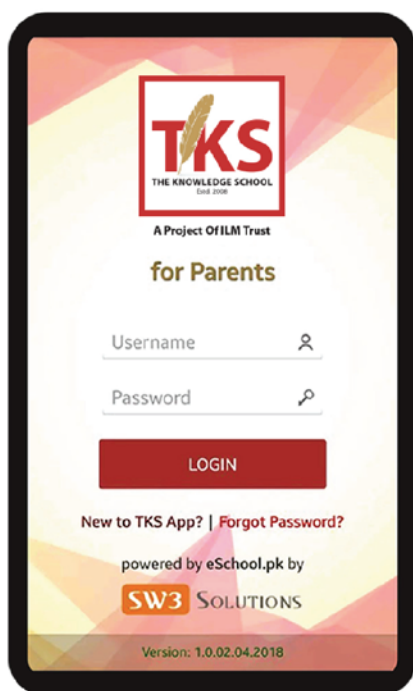 TKS
THE KNOWLEDGE SCHOOL
Estd. 2008
A Project Of ILM Trust
for Parents
Username
Password
LOGIN
New to TKS App? | Forgot Password?
powered by eSchool.pk by
SW3 SOLUTIONS
Version: 1.0.02.04.2018